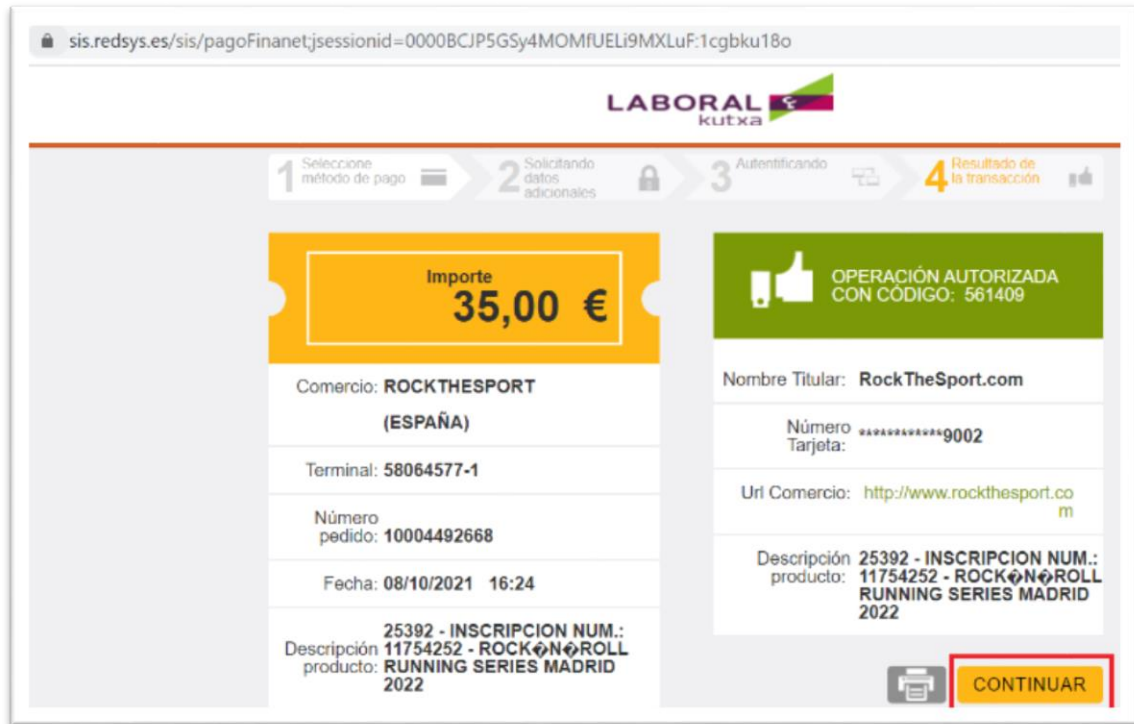 sis.redsys.es/sis/pagoFinanet;jsessionid=0000BCJP5GSy4MOMfUELi9MXLuF:1cgbku18o
LABORAL
kutxa
1 Seleccione
método de pago
2 Solicitando
datos
adicionales
3 Autentificando
4 Resultado de
la transacción
Importe
35,00 €
Comercio: ROCKTHESPORT
(ESPAÑA)
Terminal: 58064577-1
Número
pedido: 10004492668
Fecha: 08/10/2021 16:24
25392 - INSCRIPCION NUM.:
Descripción 11754252 - ROCK�N�ROLL
producto: RUNNING SERIES MADRID
2022
OPERACIÓN AUTORIZADA
CON CÓDIGO: 561409
Nombre Titular: RockTheSport.com
Número
Tarjeta: ************9002
Url Comercio: http://www.rockthesport.co
m
Descripción 25392 - INSCRIPCION NUM.:
producto: 11754252 - ROCK�N�ROLL
RUNNING SERIES MADRID
2022
CONTINUAR